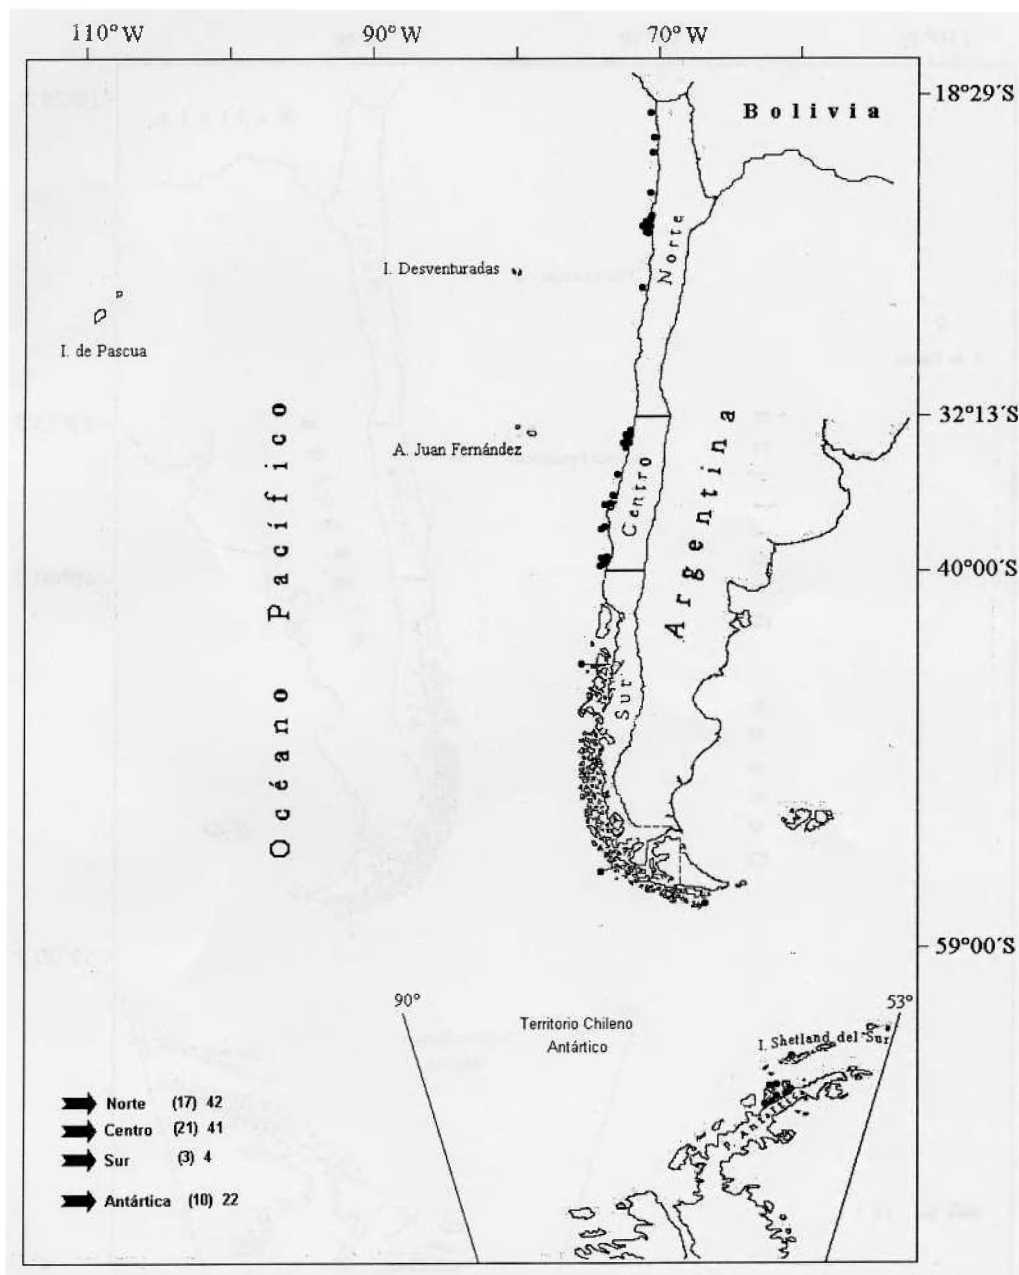 110° W
90° W
70° W
18°29´S
Bolivia
Norte
I. Desventuradas
I. de Pascua
32°13´S
A. Juan Fernández
Centro
Argentina
Océano Pacífico
40°00´S
Sur
59°00´S
90°
53°
Territorio Chileno
Antártico
I. Shetland del Sur
P. Antártica
Norte (17) 42
Centro (21) 41
Sur (3) 4
Antártica (10) 22